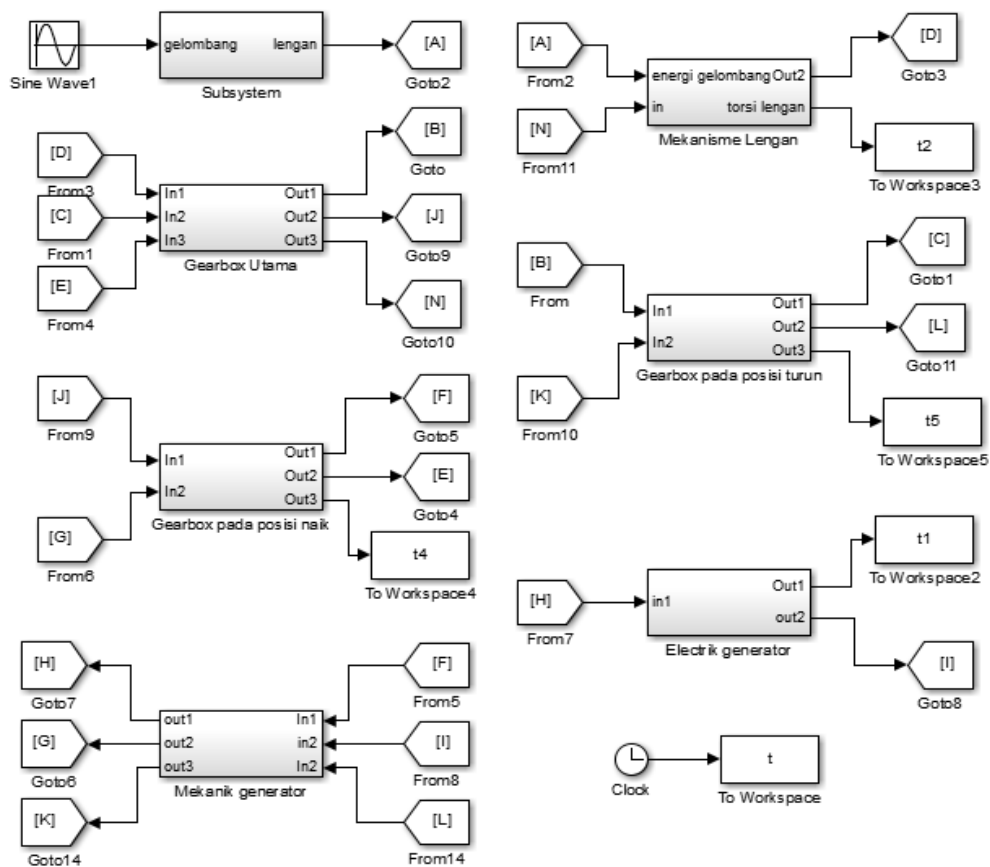 gelombang
lengan
[A]
Sine Wave1
Subsystem
Goto2
[A]
From2
energi gelombang
Out2
[D]
Goto3
[N]
From11
in
torsi lengan
Mekanisme Lengan
t2
To Workspace3
[D]
From3
[C]
From1
[E]
From4
In1
In2
In3
Out1
Out2
Out3
Gearbox Utama
[B]
Goto
[J]
Goto9
[N]
Goto10
[B]
From
[K]
From10
In1
In2
Out1
Out2
Out3
Gearbox pada posisi turun
[C]
Goto1
[L]
Goto11
t5
To Workspace5
[J]
From9
[G]
From6
In1
In2
Out1
Out2
Out3
Gearbox pada posisi naik
[F]
Goto5
[E]
Goto4
t4
To Workspace4
[H]
From7
in1
Out1
out2
Electrik generator
t1
To Workspace2
[I]
Goto8
[H]
Goto7
[G]
Goto6
[K]
Goto14
out1
out2
out3
In1
in2
In2
Mekanik generator
[F]
From5
[I]
From8
[L]
From14
Clock
t
To Workspace